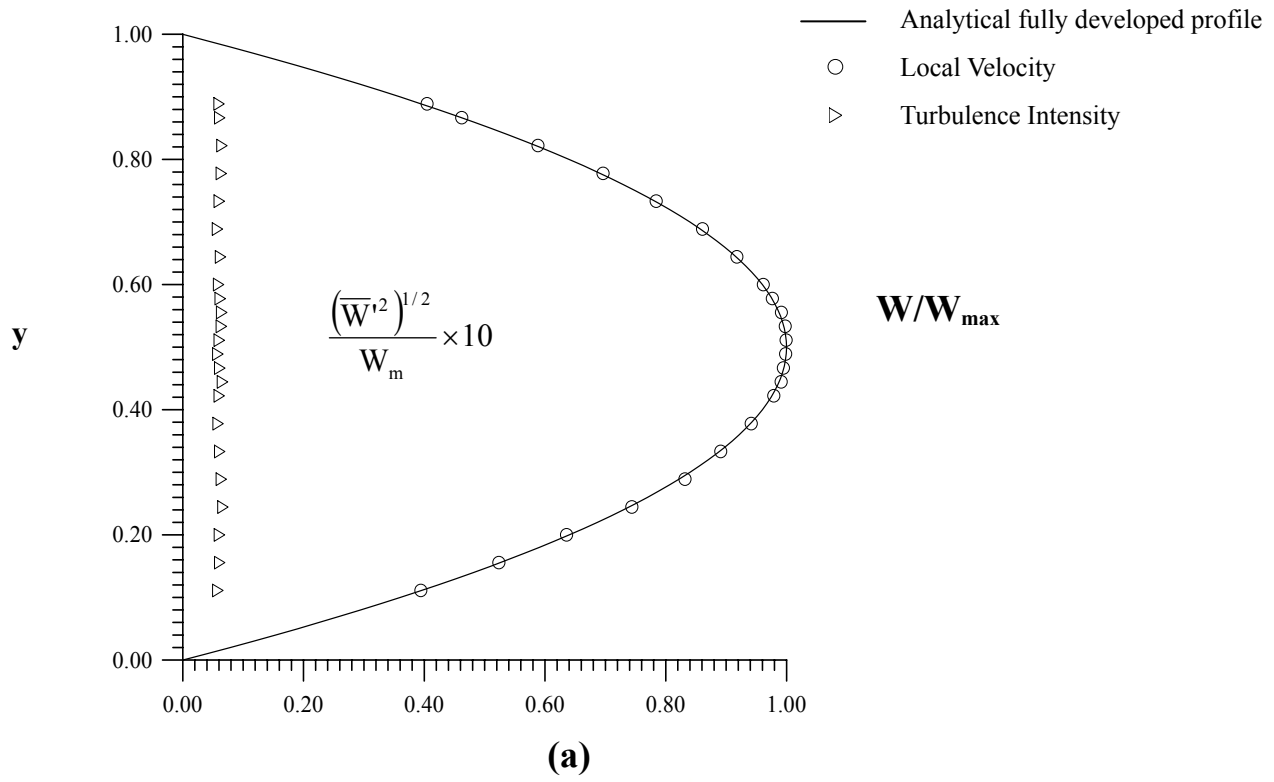 Analytical fully developed profile
Local Velocity
Turbulence Intensity
1.00
0.80
0.60
0.40
0.20
0.00
y
(W̅'²)^1/2 / W_m ×10
W/W_max
0.00 0.20 0.40 0.60 0.80 1.00
(a)